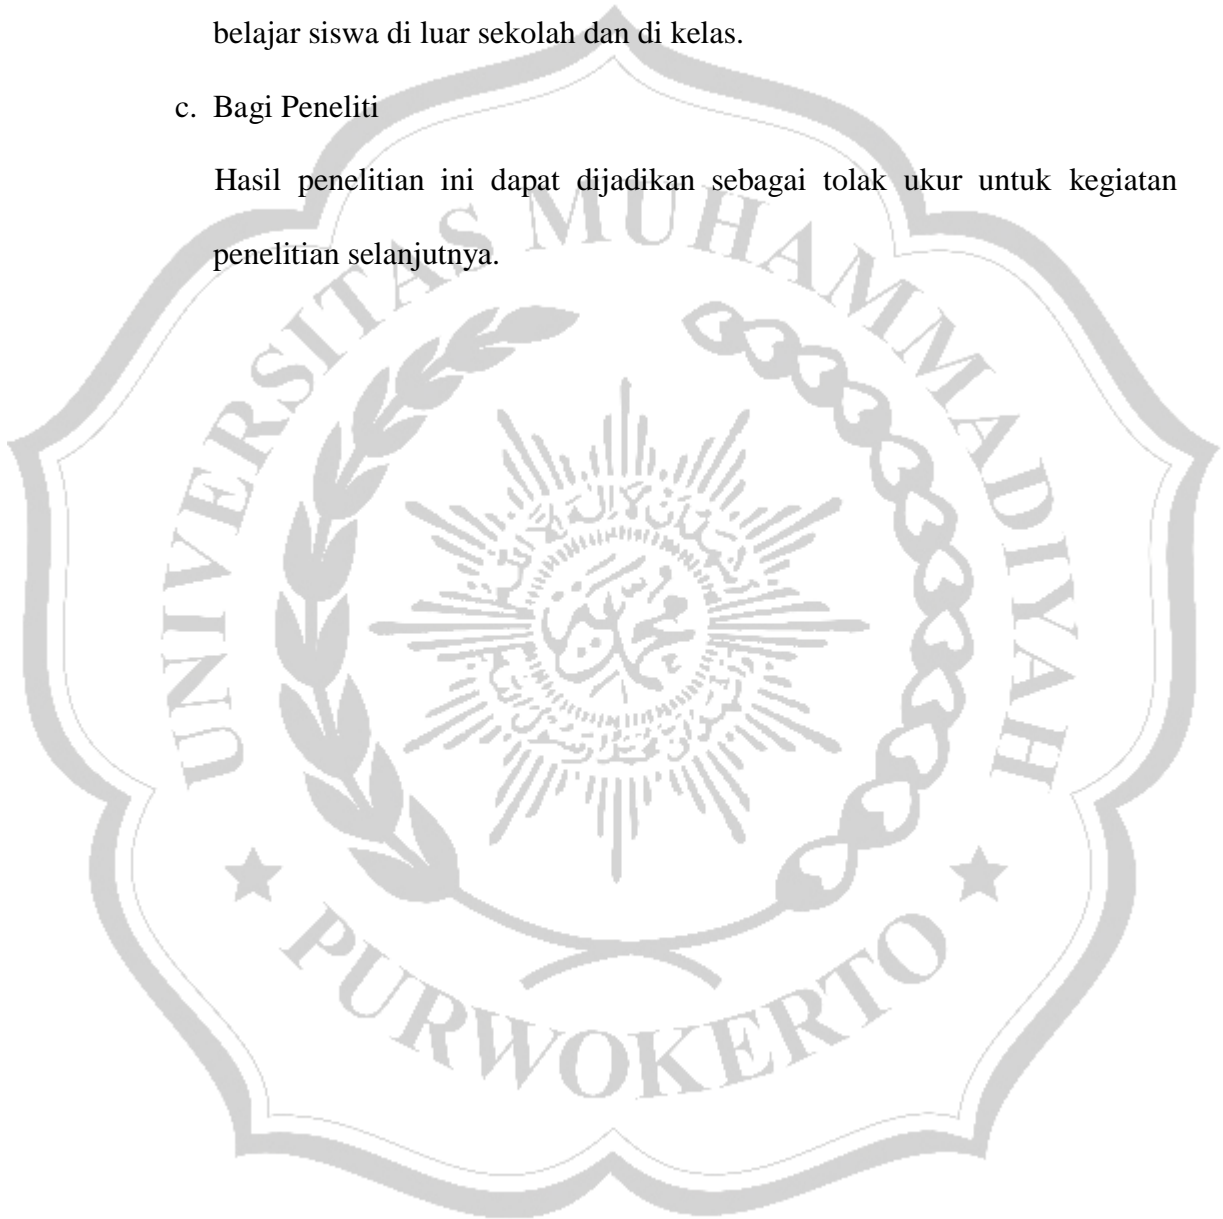 belajar siswa di luar sekolah dan di kelas.
c. Bagi Peneliti
Hasil penelitian ini dapat dijadikan sebagai tolak ukur untuk kegiatan
penelitian selanjutnya.
UNIVERSITAS MUHAMMADIYAH
PURWOKERTO